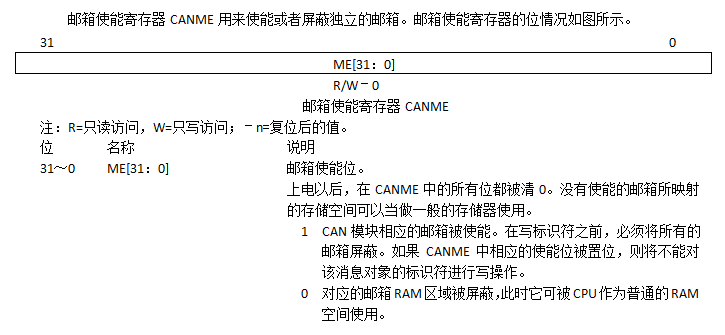 邮箱使能寄存器 CANME 用来使能或者屏蔽独立的邮箱。邮箱使能寄存器的位情况如图所示。
31 0
ME[31：0]
R/W－0
邮箱使能寄存器 CANME
注：R=只读访问，W=只写访问；－n=复位后的值。
位 名称 说明
31～0 ME[31：0] 邮箱使能位。
上电以后，在 CANME 中的所有位都被清 0。没有使能的邮箱所映射
的存储空间可以当做一般的存储器使用。
1 CAN 模块相应的邮箱被使能。在写标识符之前，必须将所有的
邮箱屏蔽。如果 CANME 中相应的使能位被置位，则将不能对
该消息对象的标识符进行写操作。
0 对应的邮箱 RAM 区域被屏蔽，此时它可被 CPU 作为普通的 RAM
空间使用。